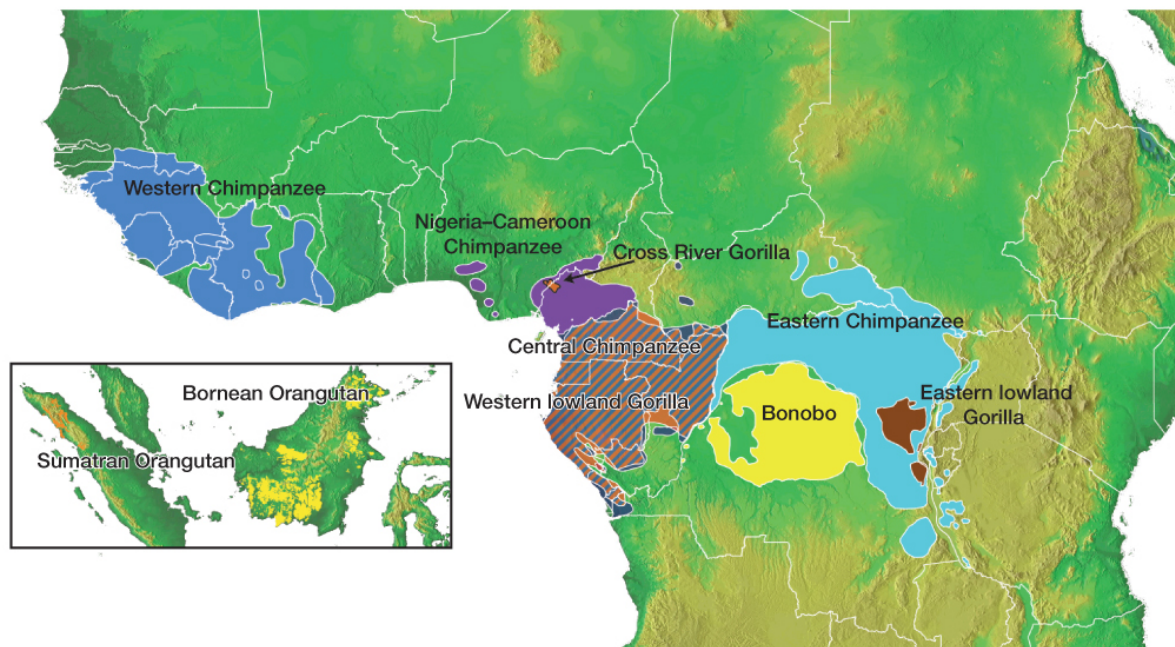 Western Chimpanzee
Nigeria–Cameroon
Chimpanzee
Cross River Gorilla
Eastern Chimpanzee
Central Chimpanzee
Western lowland Gorilla
Bonobo
Eastern lowland
Gorilla
Bornean Orangutan
Sumatran Orangutan